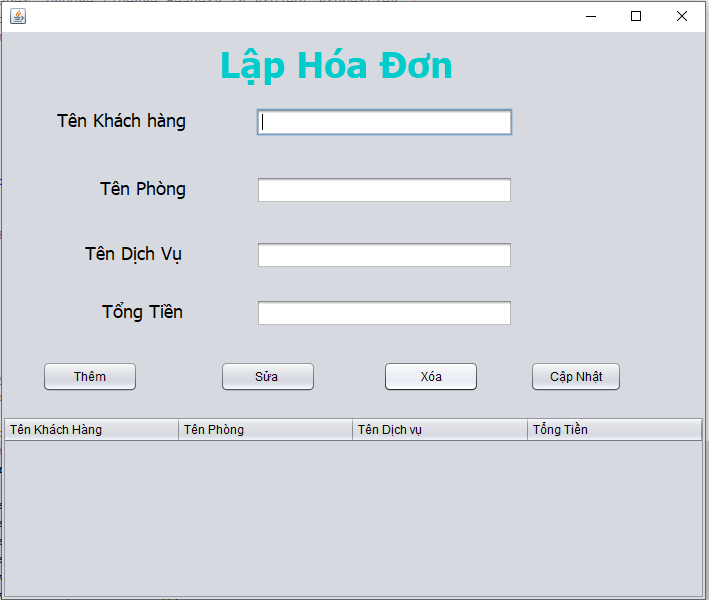 Lập Hóa Đơn
Tên Khách hàng
Tên Phòng
Tên Dịch Vụ
Tổng Tiền
Thêm Sửa Xóa Cập Nhật
Tên Khách Hàng Tên Phòng Tên Dịch vụ Tổng Tiền